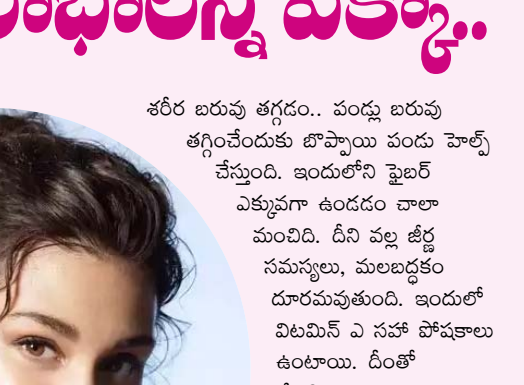 పక్కా..
శరీర బరువు తగ్గడం.. పండ్లు బరువు
తగ్గించేందుకు బొప్పాయి పండు హెల్ప్
చేస్తుంది. ఇందులోని ఫైబర్
ఎక్కువగా ఉండడం చాలా
మంచిది. దీని వల్ల జీర్ణ
సమస్యలు, మలబద్ధకం
దూరమవుతుంది. ఇందులో
విటమిన్ ఎ సహా పోషకాలు
ఉంటాయి. దీంతో